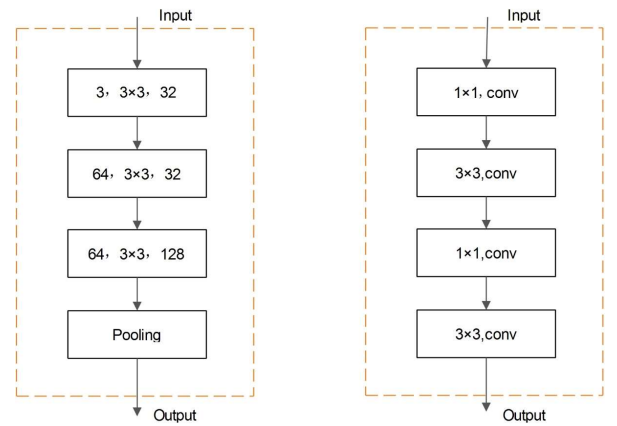 Input
3，3×3，32
64，3×3，32
64，3×3，128
Pooling
Output
Input
1×1，conv
3×3,conv
1×1,conv
3×3,conv
Output